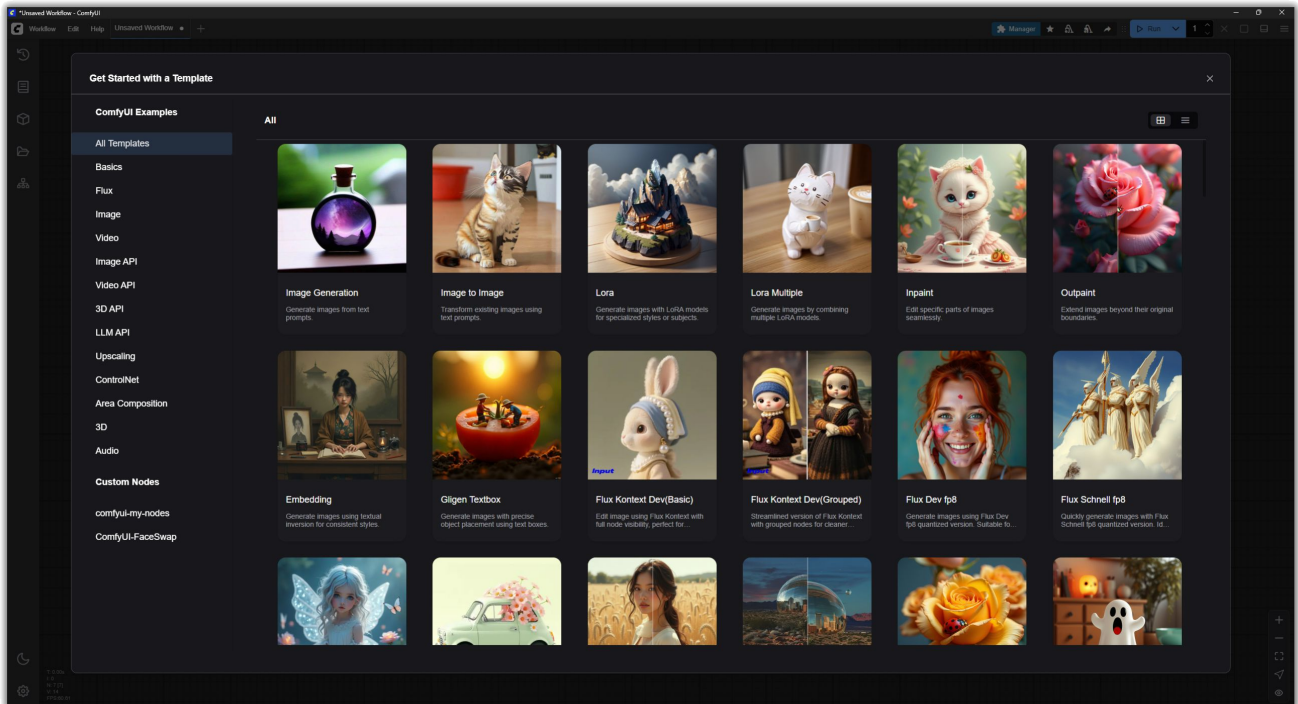 *Unsaved Workflow - ComfyUI
Workflow Edit Help Unsaved Workflow
Manager
Run
1
Get Started with a Template
ComfyUI Examples
All Templates
Basics
Flux
Image
Video
Image API
Video API
3D API
LLM API
Upscaling
ControlNet
Area Composition
3D
Audio
Custom Nodes
comfyui-my-nodes
ComfyUI-FaceSwap
All
Image Generation
Generate images from text
prompts.
Image to Image
Transform existing images using
text prompts.
Lora
Generate images with LoRA models
for specialized styles or subjects.
Lora Multiple
Generate images by combining
multiple LoRA models.
Inpaint
Edit specific parts of images
seamlessly.
Outpaint
Extend images beyond their original
boundaries.
Embedding
Generate images using textual
inversion for consistent styles.
Gligen Textbox
Generate images with precise
object placement using text boxes.
Input
Flux Kontext Dev(Basic)
Edit image using Flux Kontext with
full node visibility, perfect for...
Input
Flux Kontext Dev(Grouped)
Streamlined version of Flux Kontext
with grouped nodes for cleaner...
Flux Dev fp8
Generate images using Flux Dev
fp8 quantized version. Suitable fo...
Flux Schnell fp8
Quickly generate images with Flux
Schnell fp8 quantized version. Id...